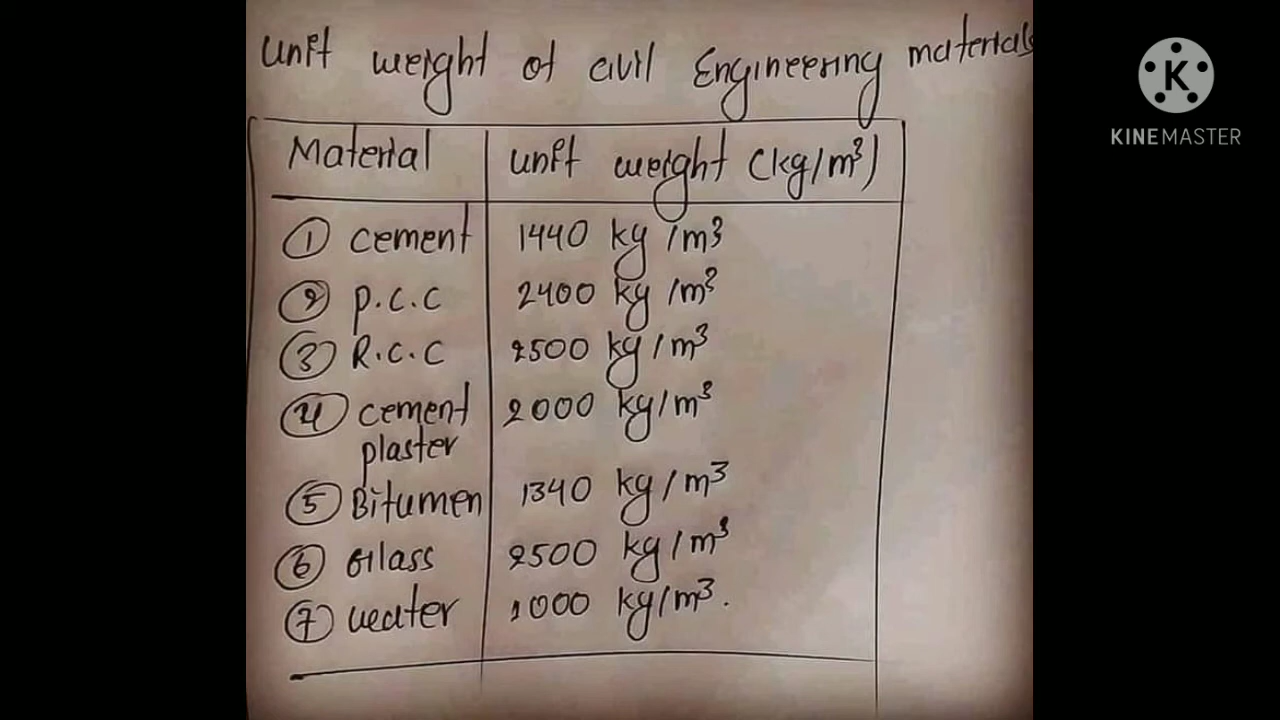 Unit weight of civil Engineering materials
KINEMASTER
Material unit weight (kg/m³)
① cement 1440 kg/m³
② P.C.C 2400 kg/m³
③ R.C.C 2500 kg/m³
④ cement 2000 kg/m³
plaster
⑤ Bitumen 1340 kg/m³
⑥ Glass 2500 kg/m³
⑦ water 1000 kg/m³.